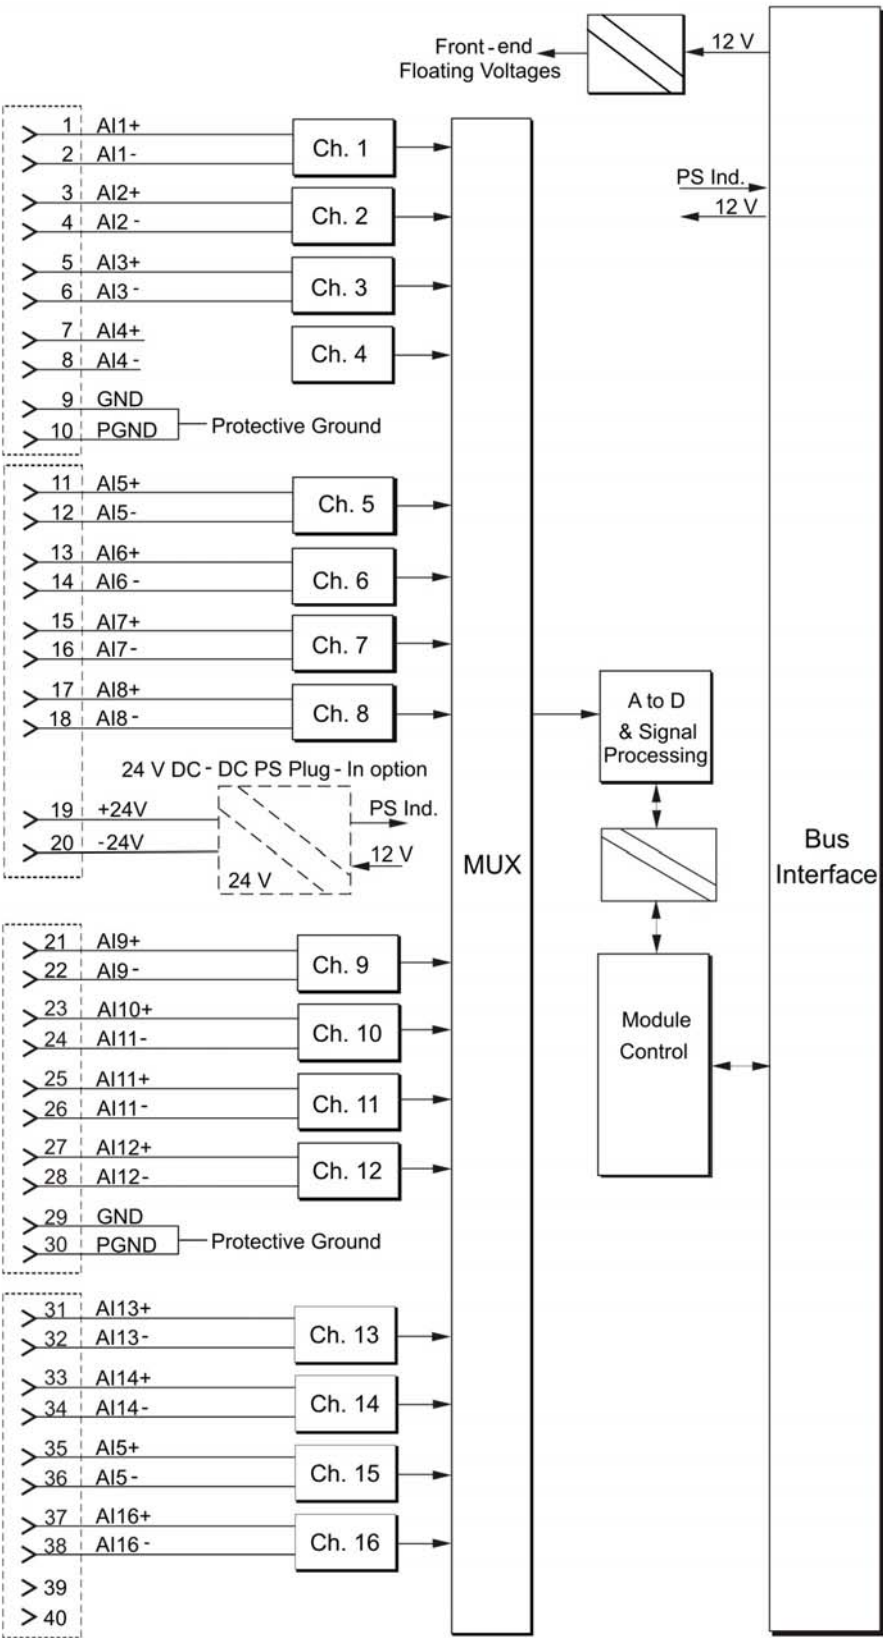 12 V
Front-end
Floating Voltages
1 AI1+
2 AI1-
Ch. 1
3 AI2+
4 AI2 -
Ch. 2
PS Ind.
12 V
5 AI3+
6 AI3 -
Ch. 3
7 AI4+
8 AI4 -
Ch. 4
9 GND
10 PGND
Protective Ground
11 AI5+
12 AI5-
Ch. 5
13 AI6+
14 AI6 -
Ch. 6
15 AI7+
16 AI7-
Ch. 7
17 AI8+
18 AI8 -
Ch. 8
A to D
& Signal
Processing
24 V DC - DC PS Plug - In option
19 +24V
20 -24V
PS Ind.
12 V
24 V
MUX
Bus
Interface
21 AI9+
22 AI9 -
Ch. 9
23 AI10+
24 AI11-
Ch. 10
Module
Control
25 AI11+
26 AI11-
Ch. 11
27 AI12+
28 AI12-
Ch. 12
29 GND
30 PGND
Protective Ground
31 AI13+
32 AI13-
Ch. 13
33 AI14+
34 AI14-
Ch. 14
35 AI5+
36 AI5 -
Ch. 15
37 AI16+
38 AI16 -
Ch. 16
39
40